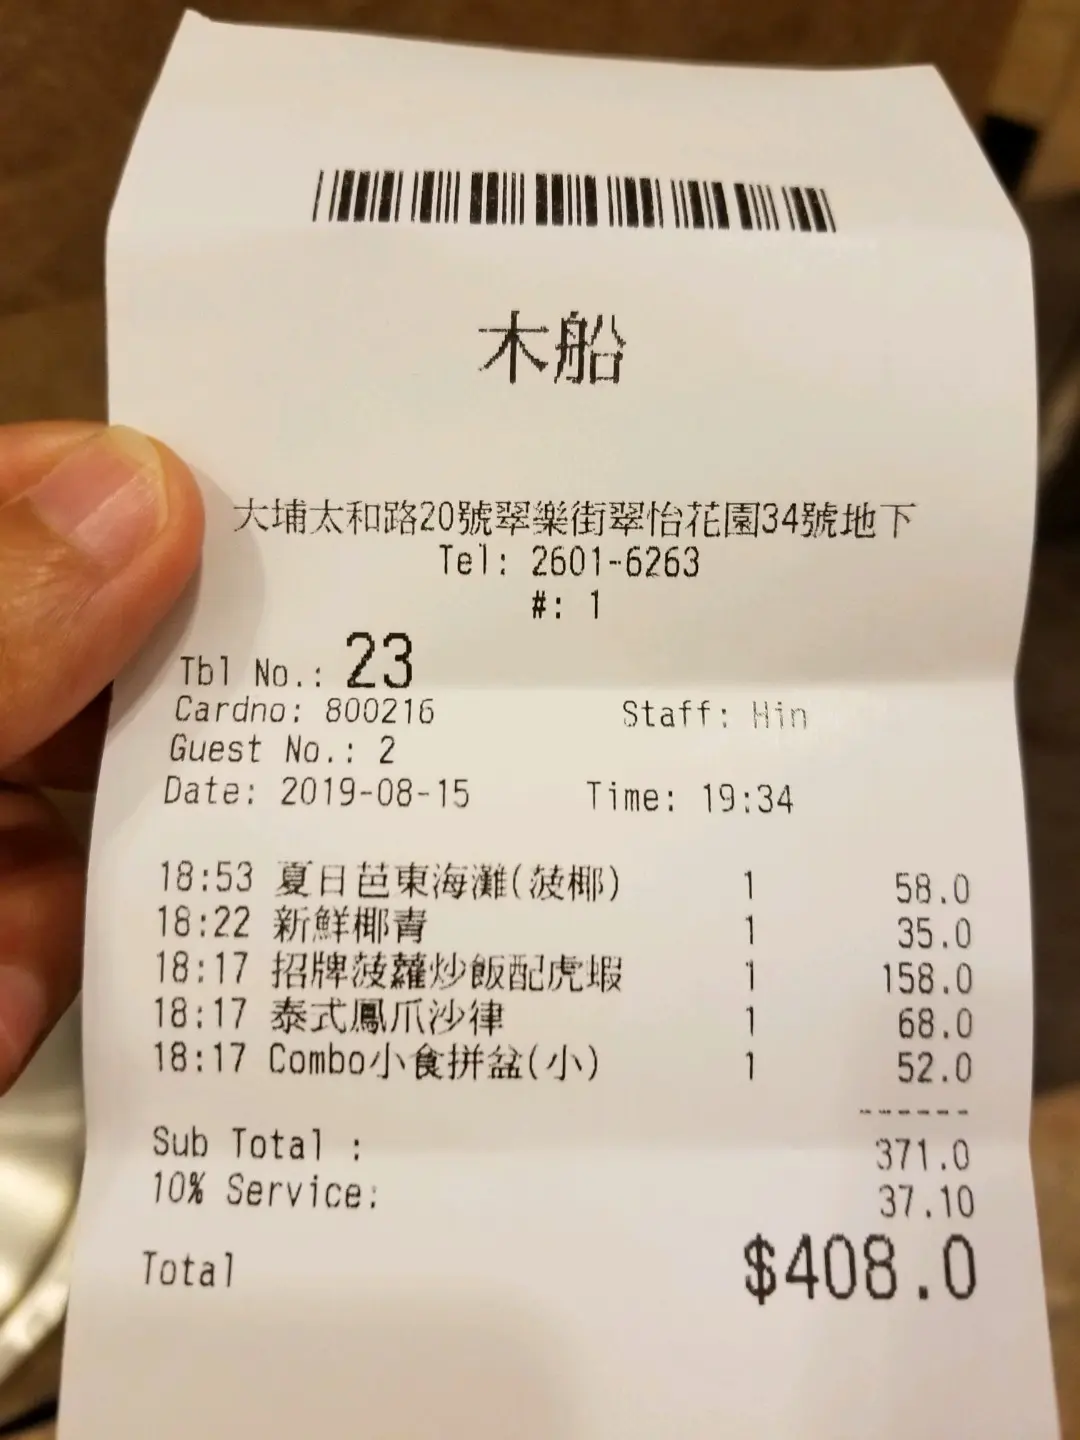 木船
大埔太和路20號翠樂街翠怡花園34號地下
Tel: 2601-6263
#: 1
Tbl No.: 23
Cardno: 800216 Staff: Hin
Guest No.: 2
Date: 2019-08-15 Time: 19:34
18:53 夏日芭東海灘(菠椰) 1 58.0
18:22 新鮮椰青 1 35.0
18:17 招牌菠蘿炒飯配虎蝦 1 158.0
18:17 泰式鳳爪沙律 1 68.0
18:17 Combo小食拼盆(小) 1 52.0
------
Sub Total : 371.0
10% Service: 37.10
Total $408.0